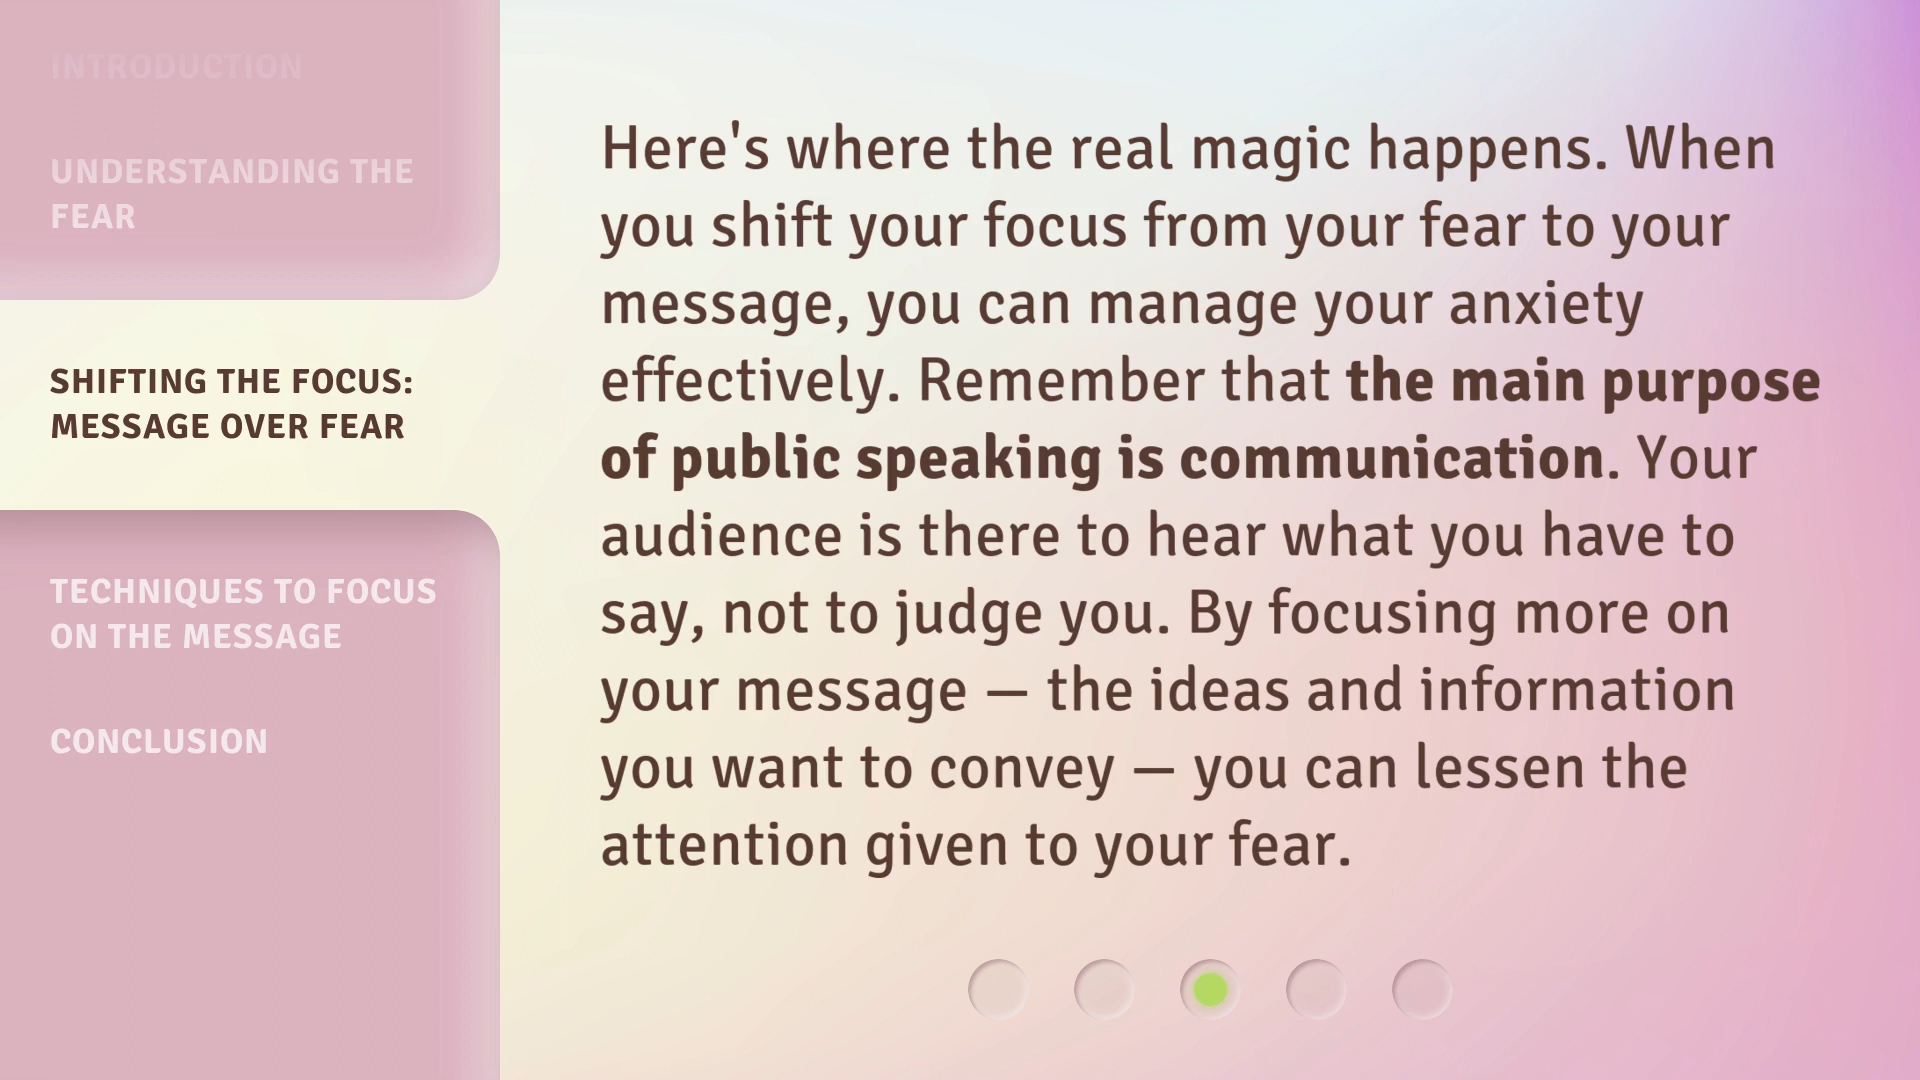 INTRODUCTION
UNDERSTANDING THE
FEAR
SHIFTING THE FOCUS:
MESSAGE OVER FEAR
TECHNIQUES TO FOCUS
ON THE MESSAGE
CONCLUSION
Here's where the real magic happens. When
you shift your focus from your fear to your
message, you can manage your anxiety
effectively. Remember that the main purpose
of public speaking is communication. Your
audience is there to hear what you have to
say, not to judge you. By focusing more on
your message — the ideas and information
you want to convey — you can lessen the
attention given to your fear.